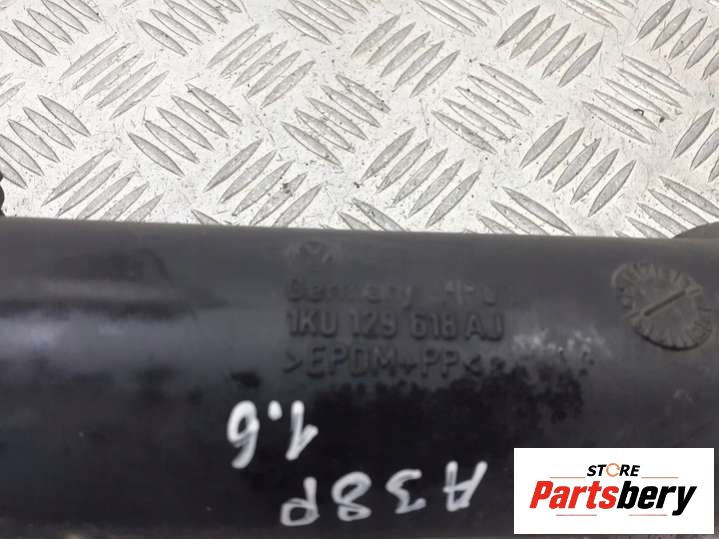 Germany
1K0 129 618 AJ
>EPDM+PP<
1.6
A38P
STORE
Partsbery